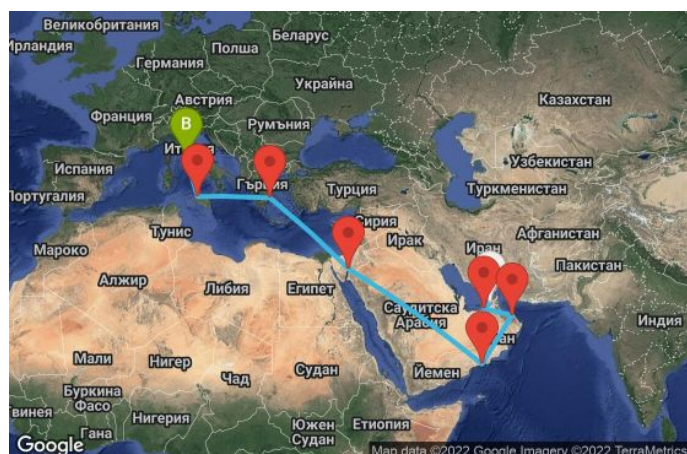 Великобритания
Ирландия
Беларус
Полша
Германия
Украйна
Казахстан
Австрия
Франция
Румъния
B
Узбекистан
Испания
Гърция
Турция
Туркменистан
Португалия
Сирия
Тунис
Афганистан
Мароко
Ирак
Иран
Пакистан
Алжир
Либия
Египет
Саудитска
Арабия
Индия
Мали
Нигер
Чад
Судан
Йемен
Буркина
Фасо
Нигерия
Гана
Южен
Судан
Етиопия
Google
Map data ©2022 Google Imagery ©2022 TerraMetrics